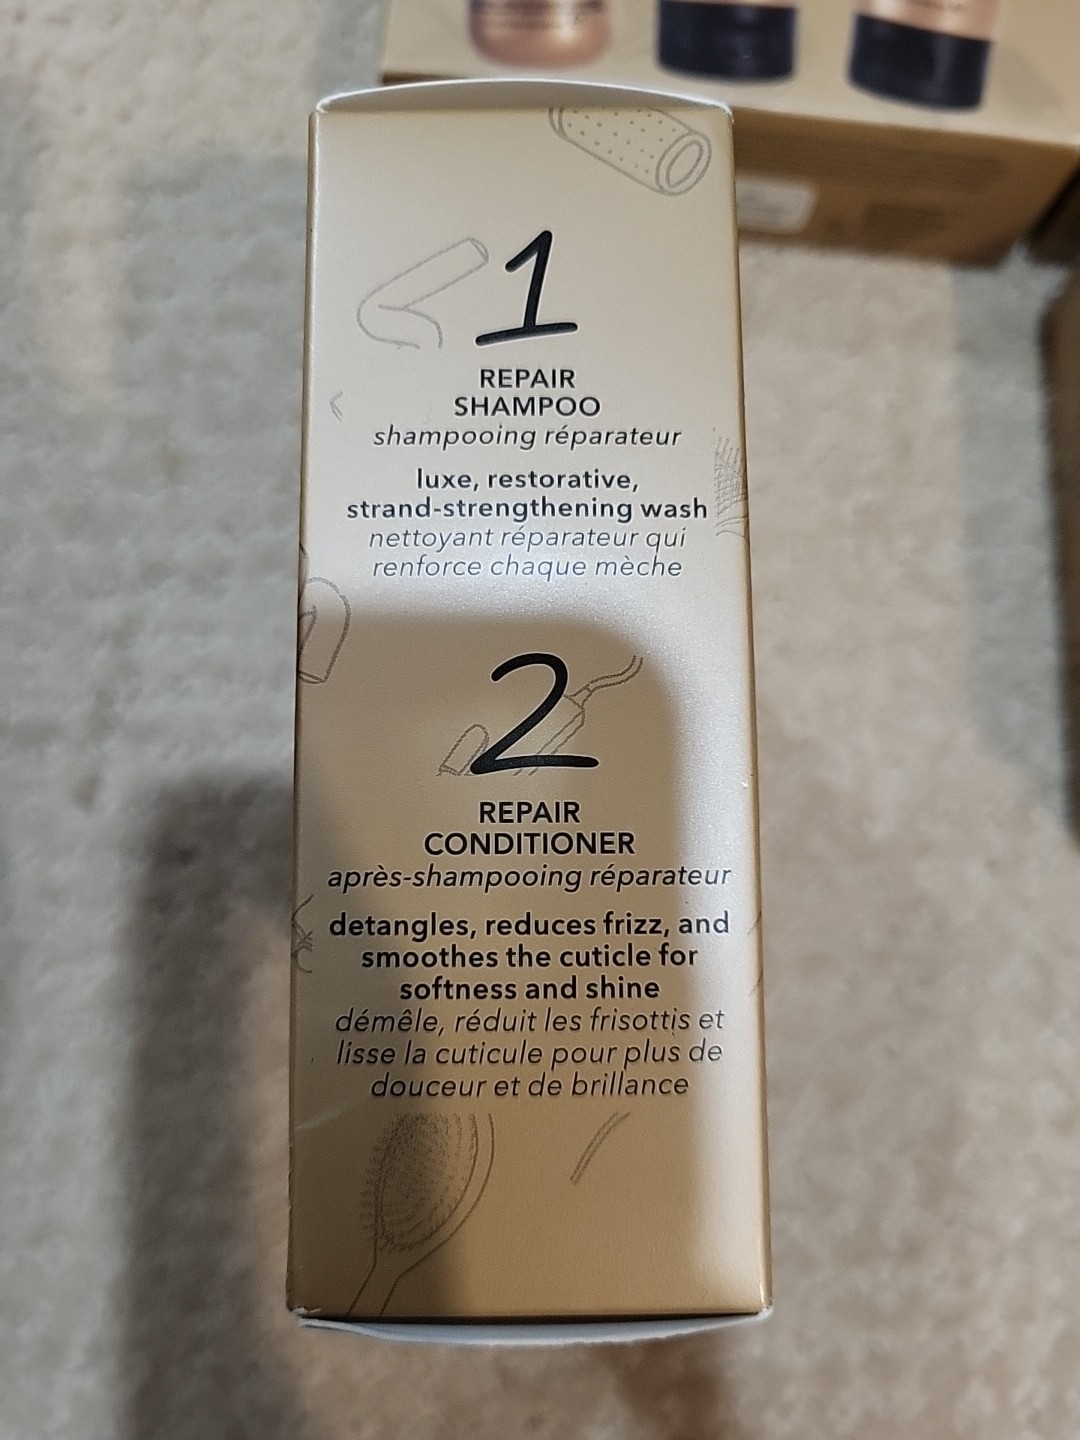 1
REPAIR
SHAMPOO
shampooing réparateur
luxe, restorative,
strand-strengthening wash
nettoyant réparateur qui
renforce chaque mèche
2
REPAIR
CONDITIONER
après-shampooing réparateur
detangles, reduces frizz, and
smoothes the cuticle for
softness and shine
démêle, réduit les frisottis et
lisse la cuticule pour plus de
douceur et de brillance